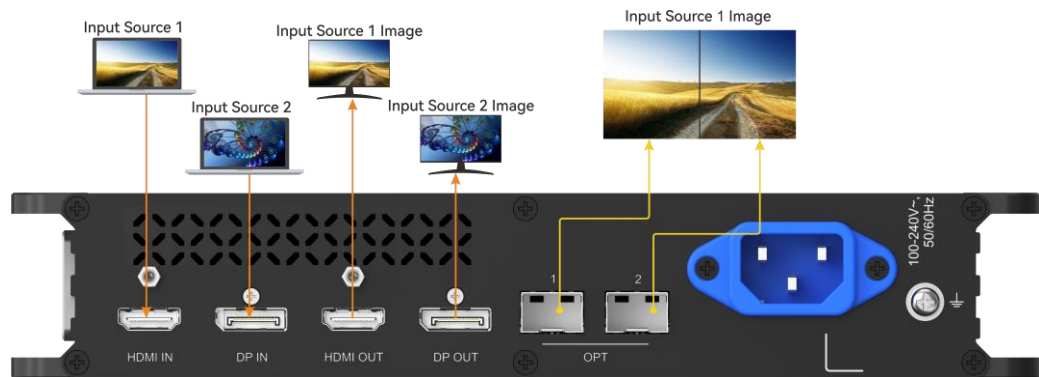 Input Source 1
Input Source 1 Image
Input Source 1 Image
Input Source 2
Input Source 2 Image
100-240V~,
50/60Hz
1
2
HDMI IN
DP IN
HDMI OUT
DP OUT
OPT